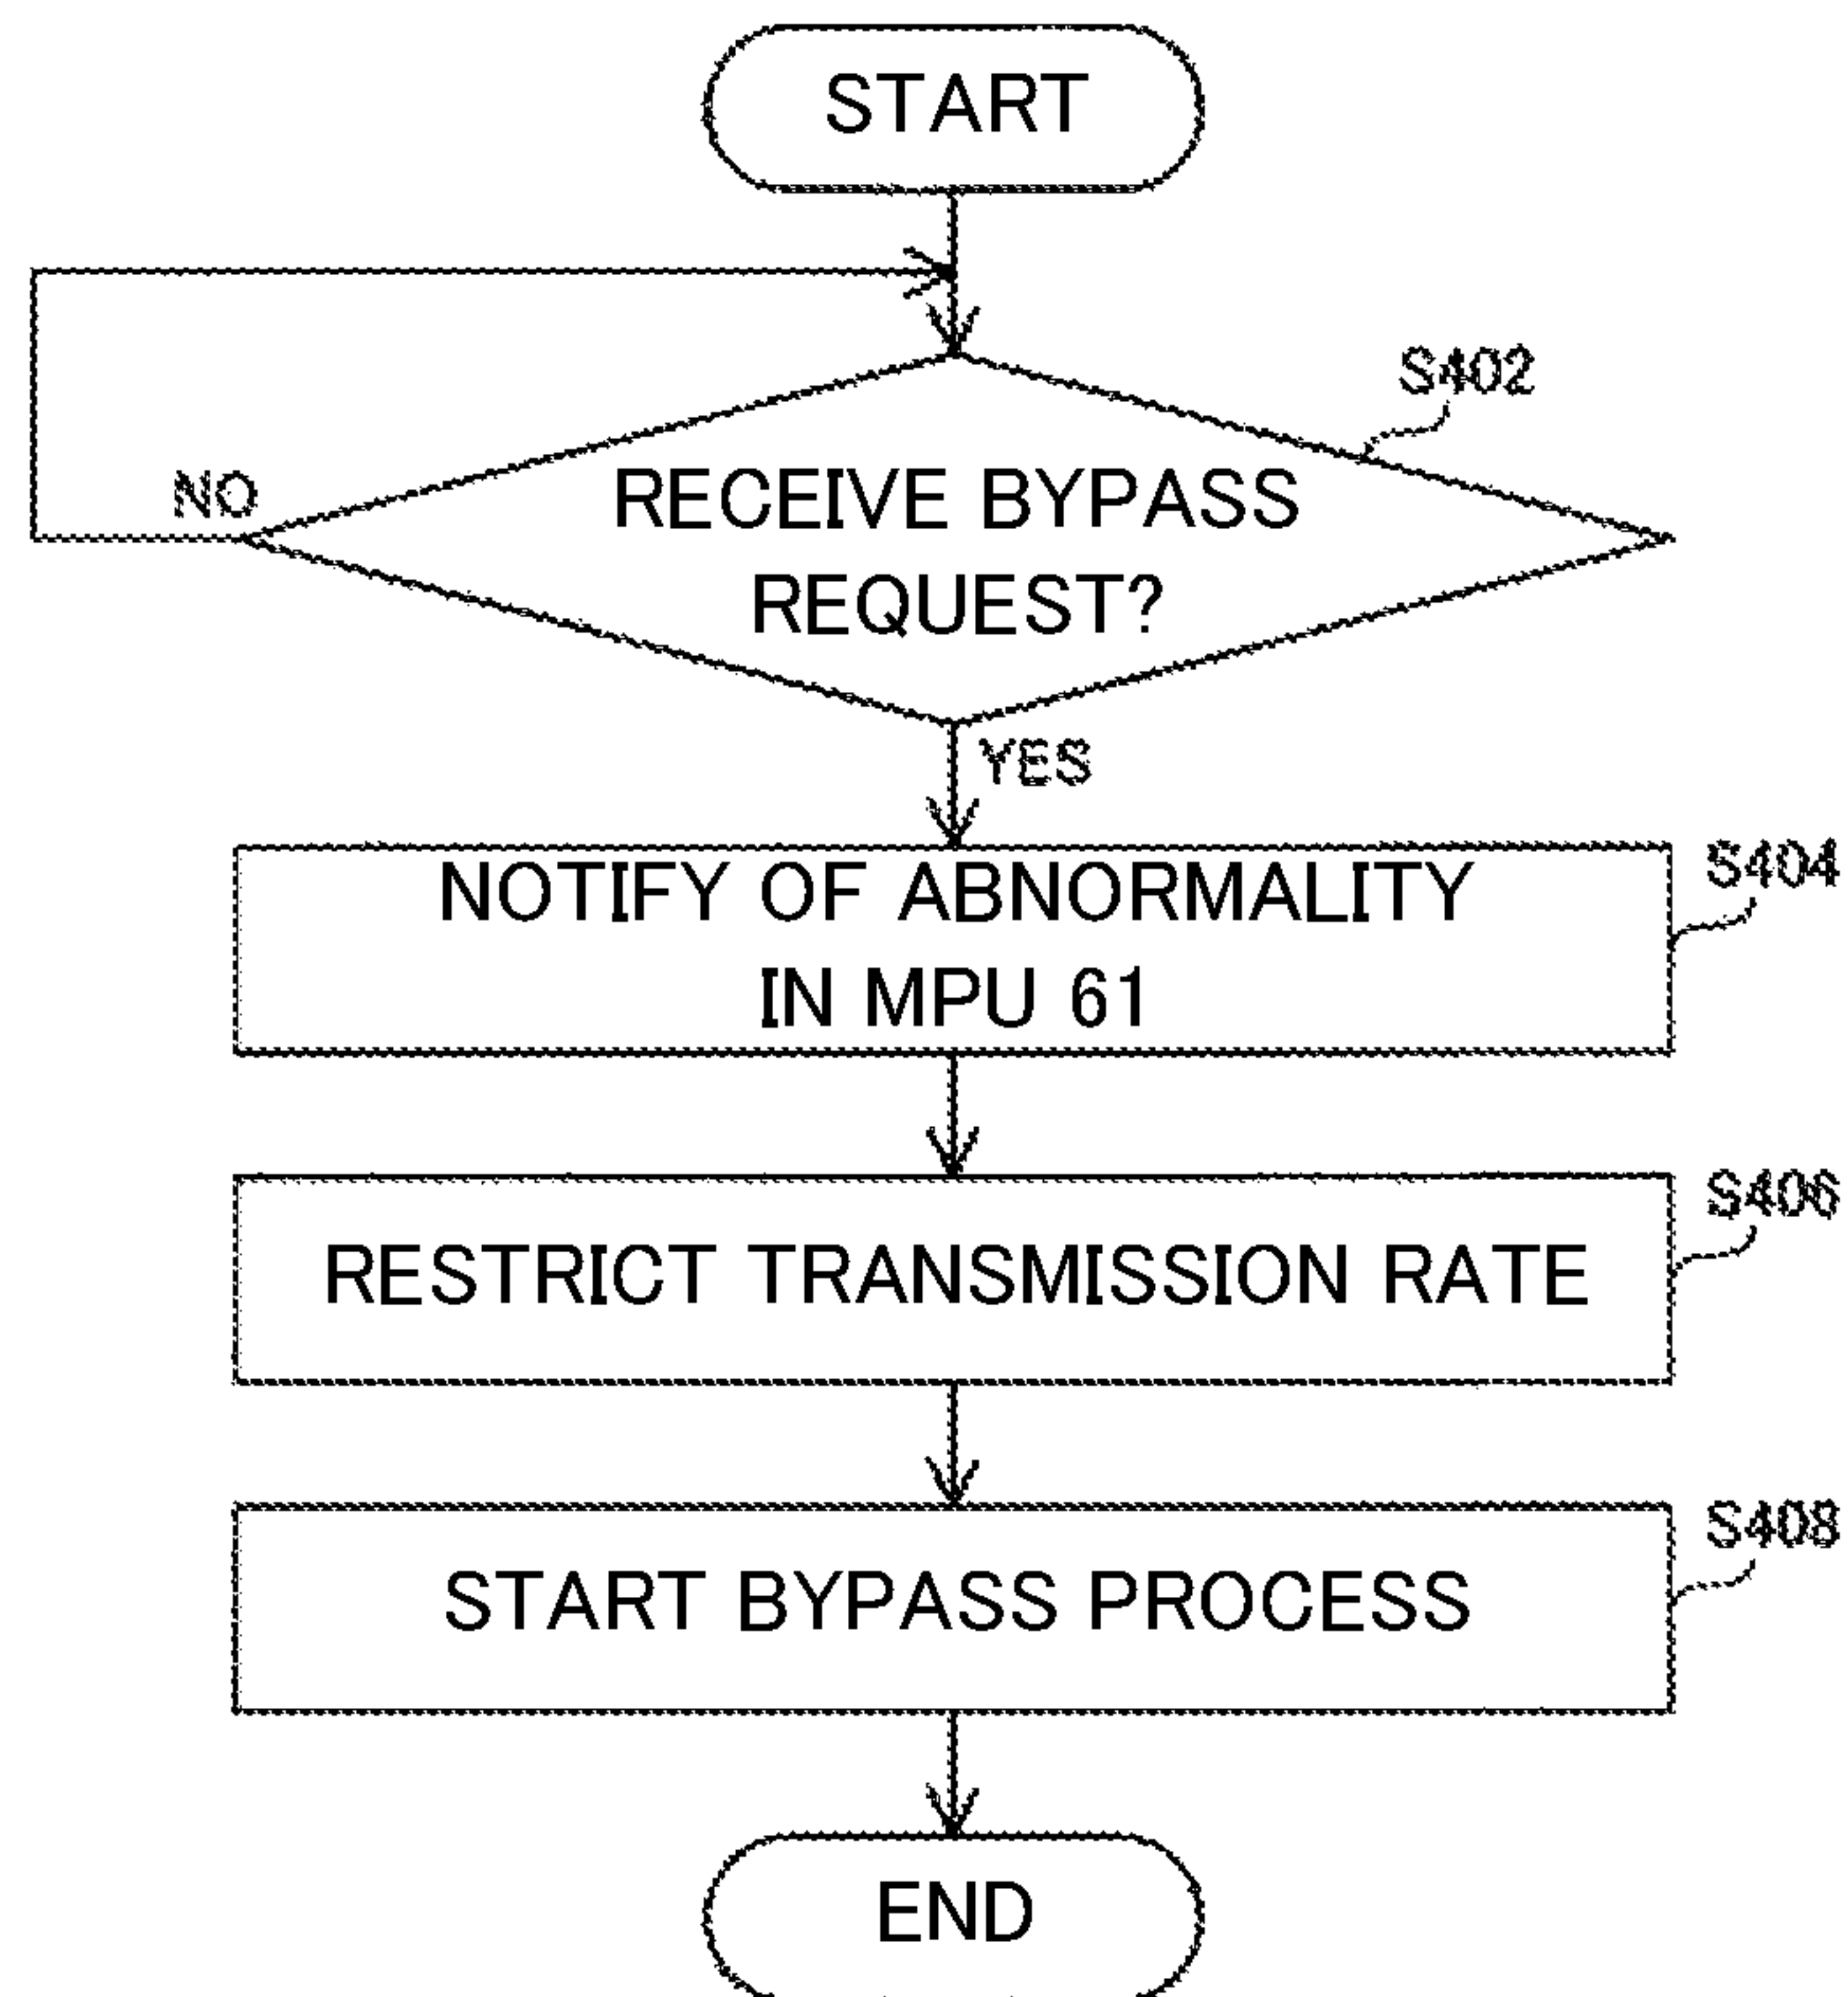 START
S402
NO
RECEIVE BYPASS
REQUEST?
YES
S404
NOTIFY OF ABNORMALITY
IN MPU 61
S406
RESTRICT TRANSMISSION RATE
S408
START BYPASS PROCESS
END